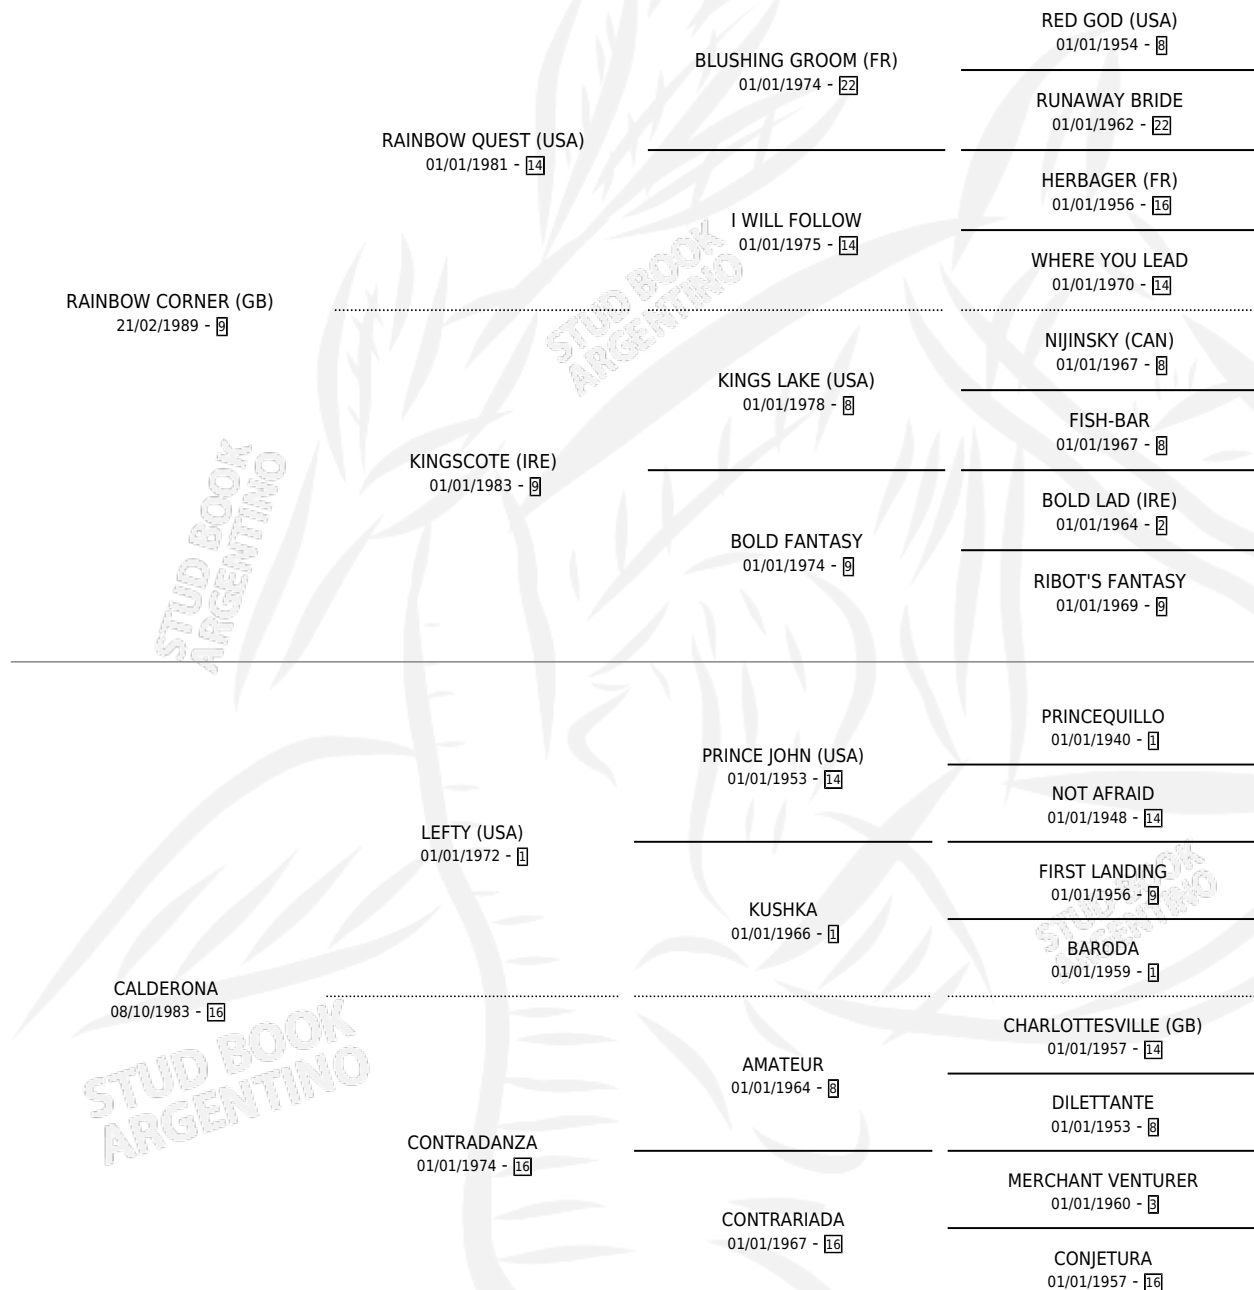 RED GOD (USA)
01/01/1954 - 8
BLUSHING GROOM (FR)
01/01/1974 - 22
RUNAWAY BRIDE
01/01/1962 - 22
RAINBOW QUEST (USA)
01/01/1981 - 14
HERBAGER (FR)
01/01/1956 - 16
I WILL FOLLOW
01/01/1975 - 14
WHERE YOU LEAD
01/01/1970 - 14
RAINBOW CORNER (GB)
21/02/1989 - 9
STUD BOOK
ARGENTINO
NIJINSKY (CAN)
01/01/1967 - 8
KINGS LAKE (USA)
01/01/1978 - 8
FISH-BAR
01/01/1967 - 8
KINGSCOTE (IRE)
01/01/1983 - 9
BOLD LAD (IRE)
01/01/1964 - 2
BOLD FANTASY
01/01/1974 - 9
RIBOT'S FANTASY
01/01/1969 - 9
STUD BOOK
ARGENTINO
PRINCEQUILLO
01/01/1940 - 1
PRINCE JOHN (USA)
01/01/1953 - 14
NOT AFRAID
01/01/1948 - 14
LEFTY (USA)
01/01/1972 - 1
FIRST LANDING
01/01/1956 - 9
KUSHKA
01/01/1966 - 1
BARODA
01/01/1959 - 1
STUD BOOK
ARGENTINO
CALDERONA
08/10/1983 - 16
STUD BOOK
ARGENTINO
CHARLOTTESVILLE (GB)
01/01/1957 - 14
AMATEUR
01/01/1964 - 8
DILETTANTE
01/01/1953 - 8
CONTRADANZA
01/01/1974 - 16
MERCHANT VENTURER
01/01/1960 - 3
CONTRARIADA
01/01/1967 - 16
CONJETURA
01/01/1957 - 16